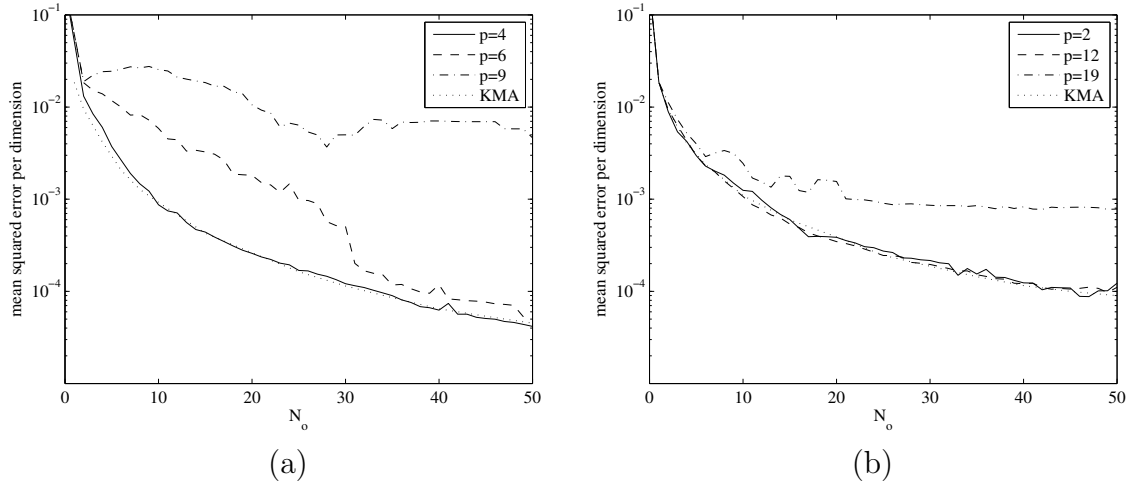 10^-1
10^-2
10^-3
10^-4
0
10
20
30
40
50
mean squared error per dimension
N_o
p=4
p=6
p=9
KMA
(a)
10^-1
10^-2
10^-3
10^-4
0
10
20
30
40
50
mean squared error per dimension
N_o
p=2
p=12
p=19
KMA
(b)